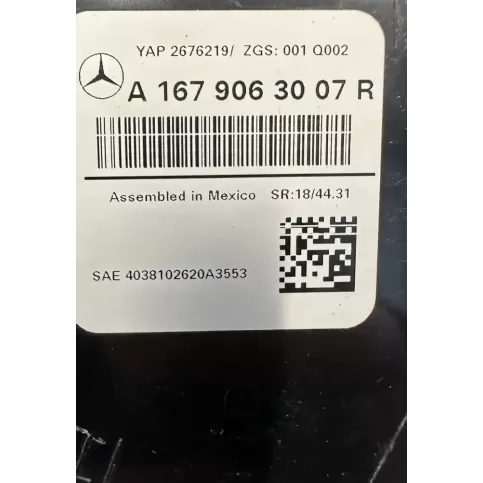 YAP 2676219/ ZGS: 001 Q002
A 167 906 30 07 R
Assembled in Mexico SR:18/44.31
SAE 4038102620A3553